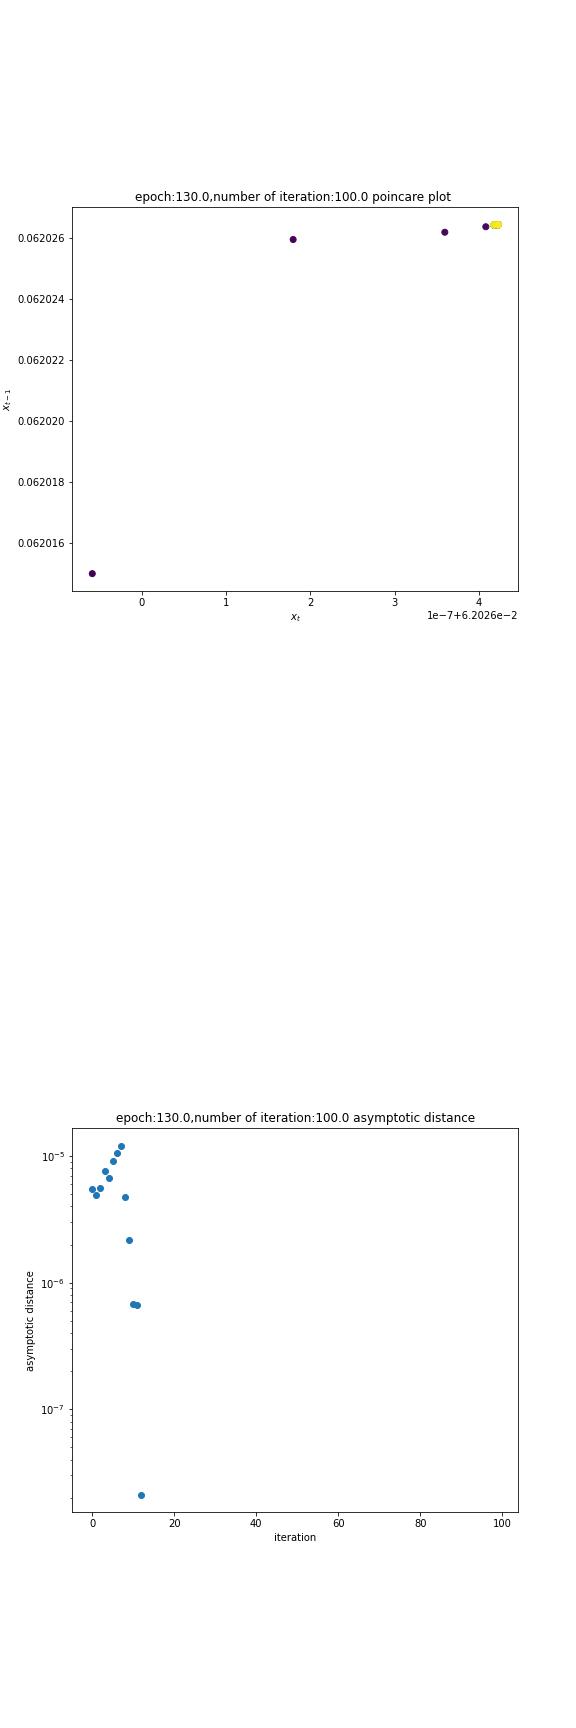 epoch:130.0,number of iteration:100.0 poincare plot
0.062026
0.062024
0.062022
0.062020
0.062018
0.062016
x_{t-1}
0 1 2 3 4
x_t
1e−7+6.2026e−2
epoch:130.0,number of iteration:100.0 asymptotic distance
10^{-5}
10^{-6}
10^{-7}
asymptotic distance
0 20 40 60 80 100
iteration